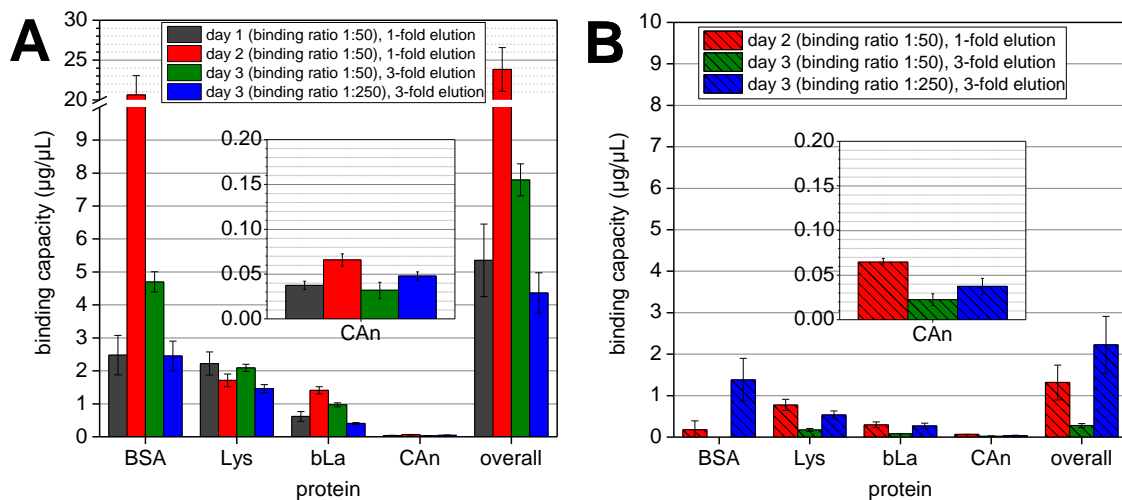 A
binding capacity (µg/µL)
30
25
20
8
6
5
4
3
2
1
0
day 1 (binding ratio 1:50), 1-fold elution
day 2 (binding ratio 1:50), 1-fold elution
day 3 (binding ratio 1:50), 3-fold elution
day 3 (binding ratio 1:250), 3-fold elution
0.20
0.15
0.10
0.05
0.00
CAn
BSA Lys bLa CAn overall
protein
B
binding capacity (µg/µL)
10
9
8
7
6
5
4
3
2
1
0
day 2 (binding ratio 1:50), 1-fold elution
day 3 (binding ratio 1:50), 3-fold elution
day 3 (binding ratio 1:250), 3-fold elution
0.20
0.15
0.10
0.05
0.00
CAn
BSA Lys bLa CAn overall
protein